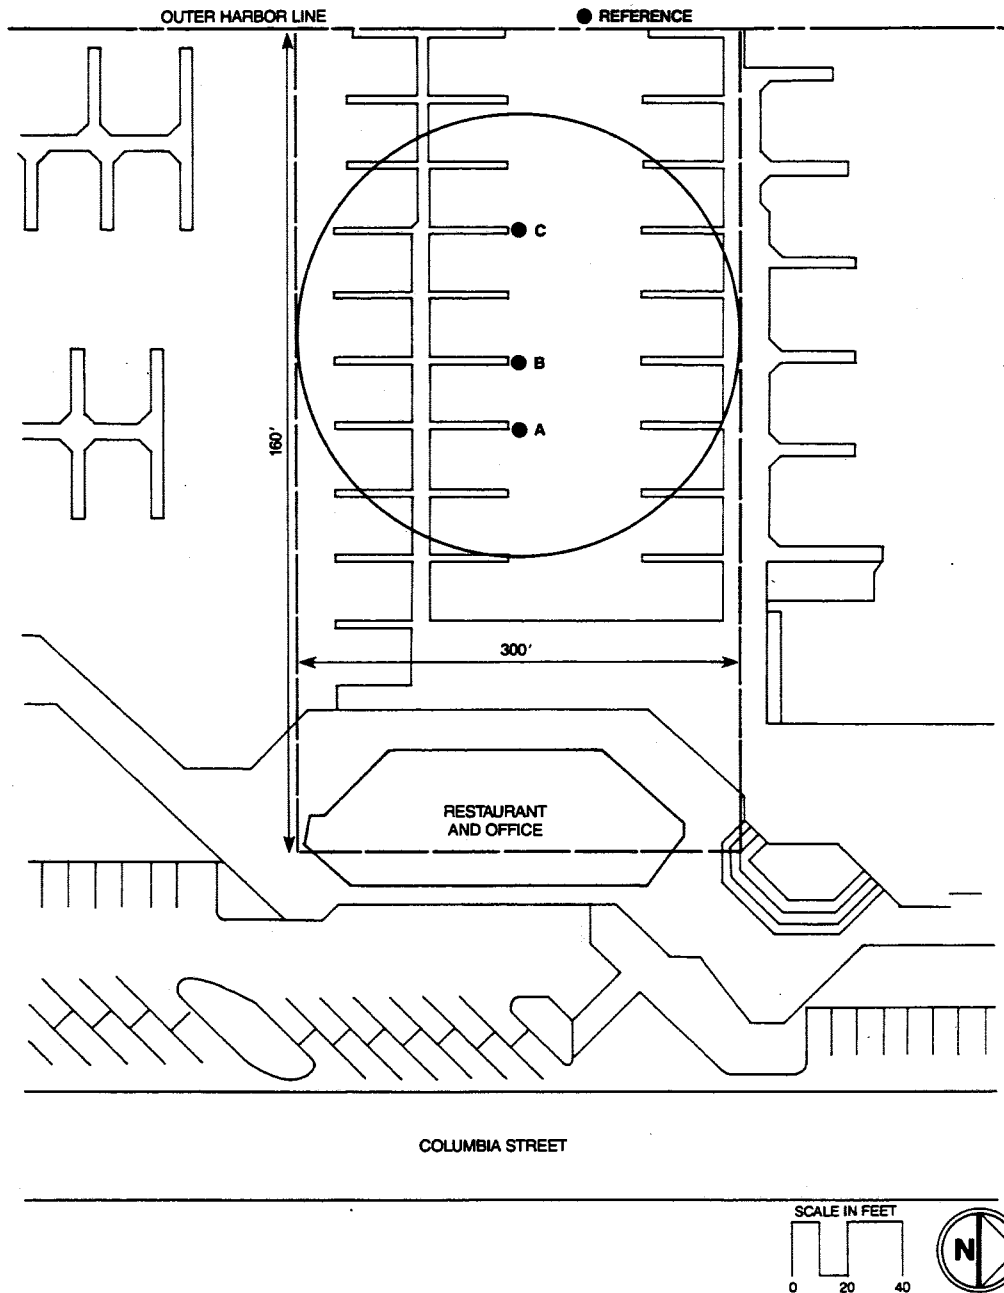 OUTER HARBOR LINE
REFERENCE
C
B
A
160'
300'
RESTAURANT
AND OFFICE
COLUMBIA STREET
SCALE IN FEET
0 20 40
N